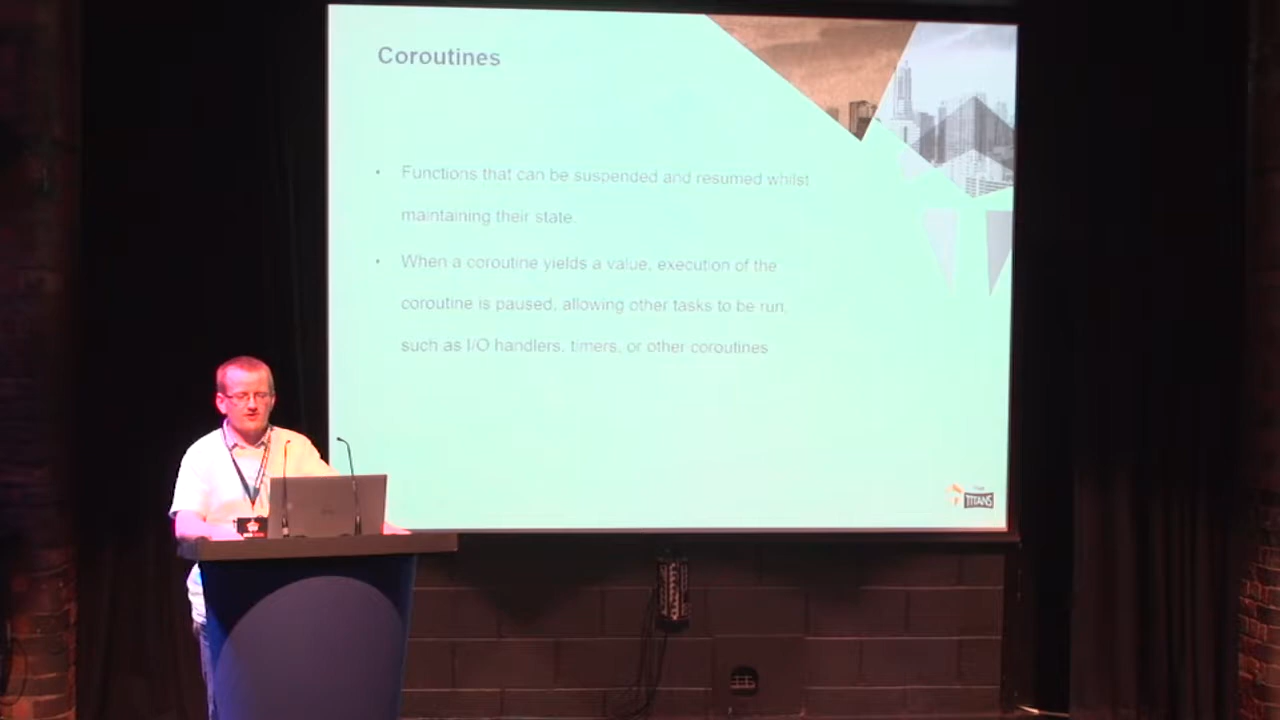 Coroutines
• Functions that can be suspended and resumed whilst
maintaining their state.
• When a coroutine yields a value, execution of the
coroutine is paused, allowing other tasks to be run,
such as I/O handlers, timers, or other coroutines
TITANS